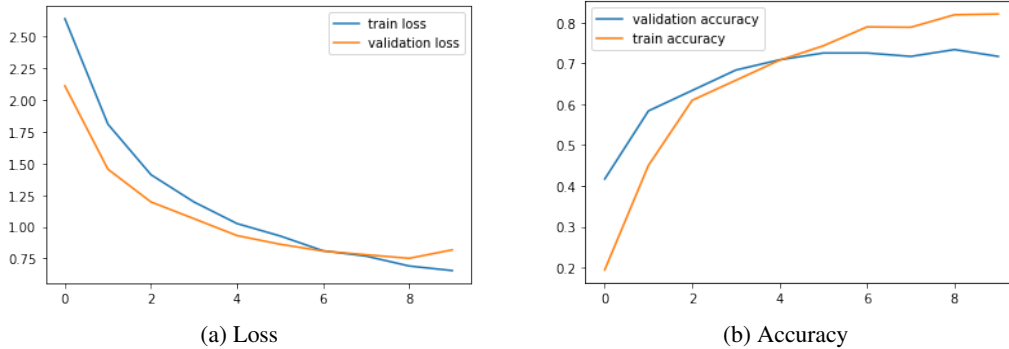 train loss
validation loss
2.50
2.25
2.00
1.75
1.50
1.25
1.00
0.75
0 2 4 6 8
(a) Loss
validation accuracy
train accuracy
0.8
0.7
0.6
0.5
0.4
0.3
0.2
0 2 4 6 8
(b) Accuracy